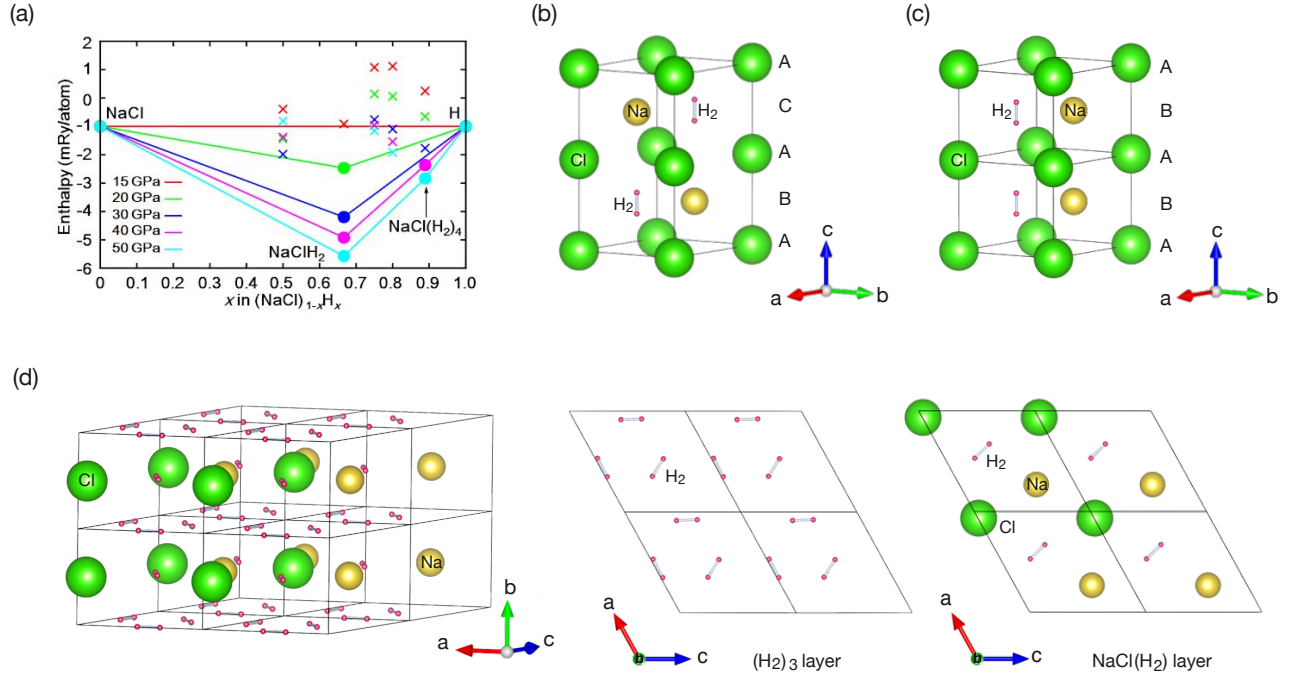 (a)
2
1
0
-1
-2
-3
-4
-5
-6
Enthalpy (mRy/atom)
NaCl
H
15 GPa
20 GPa
30 GPa
40 GPa
50 GPa
NaClH2
NaCl(H2)4
0 0.1 0.2 0.3 0.4 0.5 0.6 0.7 0.8 0.9 1.0
x in (NaCl)1-xHx
(b)
A
C
A
B
A
Na
H2
Cl
H2
c
a
b
(c)
A
B
A
B
A
H2
Na
Cl
H2
c
a
b
(d)
Cl
Na
b
a
c
H2
a
b
c
(H2)3 layer
H2
Na
Cl
a
b
c
NaCl(H2) layer